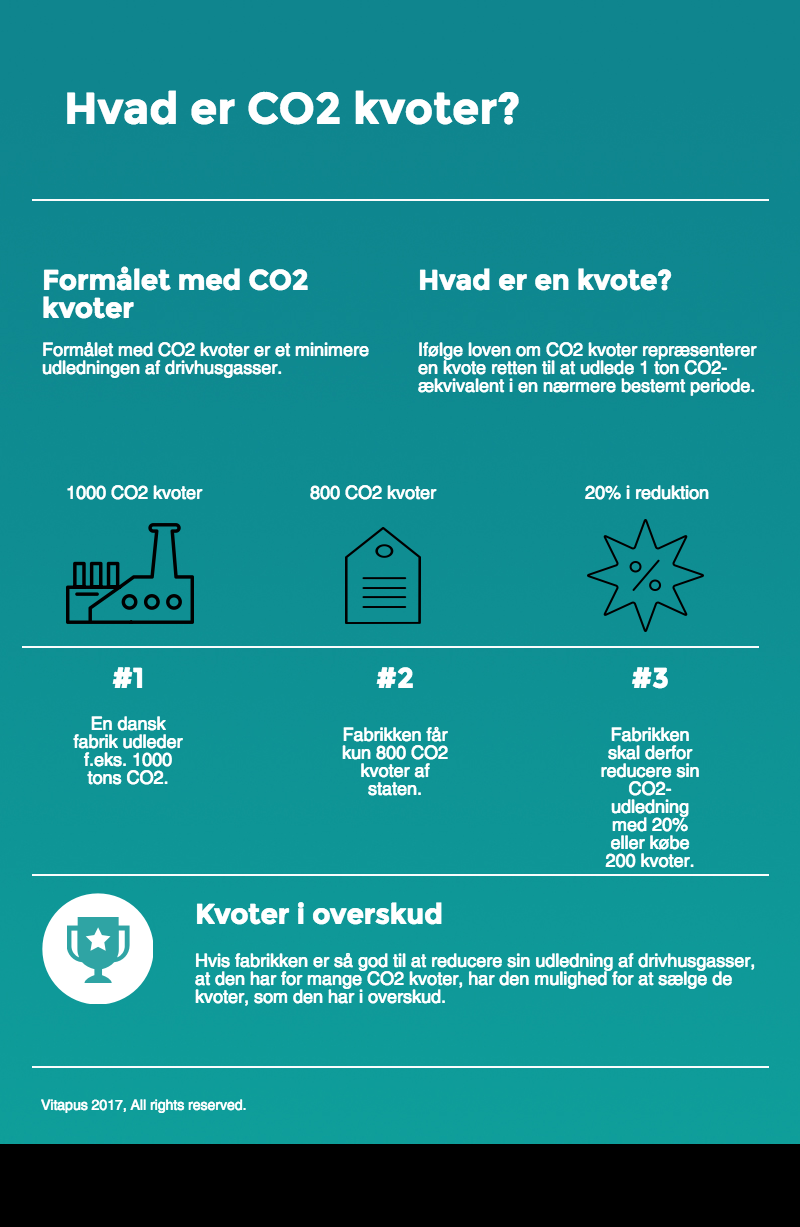 Hvad er CO2 kvoter?
Formålet med CO2
kvoter
Formålet med CO2 kvoter er et minimere
udledningen af drivhusgasser.
Hvad er en kvote?
Ifølge loven om CO2 kvoter repræsenterer
en kvote retten til at udlede 1 ton CO2-
ækvivalent i en nærmere bestemt periode.
1000 CO2 kvoter
800 CO2 kvoter
20% i reduktion
%
#1
En dansk
fabrik udleder
f.eks. 1000
tons CO2.
#2
Fabrikken får
kun 800 CO2
kvoter af
staten.
#3
Fabrikken
skal derfor
reducere sin
CO2-
udledning
med 20%
eller købe
200 kvoter.
Kvoter i overskud
Hvis fabrikken er så god til at reducere sin udledning af drivhusgasser,
at den har for mange CO2 kvoter, har den mulighed for at sælge de
kvoter, som den har i overskud.
Vitapus 2017, All rights reserved.